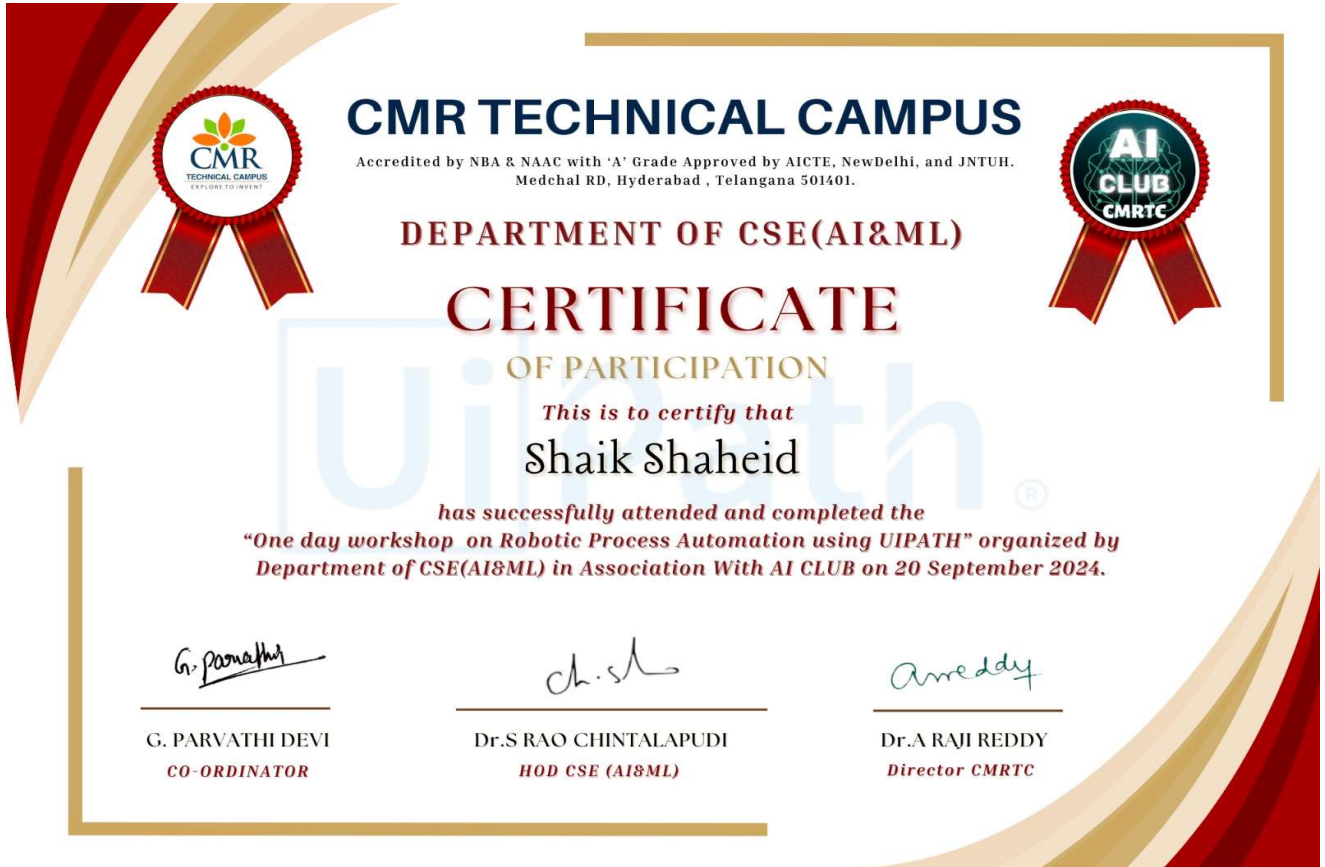 CMR TECHNICAL CAMPUS
Accredited by NBA & NAAC with ‘A’ Grade Approved by AICTE, NewDelhi, and JNTUH.
Medchal RD, Hyderabad , Telangana 501401.
CMR
TECHNICAL CAMPUS
EXPLORE TO INVENT
AI
CLUB
CMRTC
DEPARTMENT OF CSE(AI&ML)
CERTIFICATE
OF PARTICIPATION
UiPath ®
This is to certify that
Shaik Shaheid
has successfully attended and completed the
“One day workshop on Robotic Process Automation using UIPATH” organized by
Department of CSE(AI&ML) in Association With AI CLUB on 20 September 2024.
G. PARVATHI DEVI
CO-ORDINATOR
Dr.S RAO CHINTALAPUDI
HOD CSE (AI&ML)
Dr.A RAJI REDDY
Director CMRTC